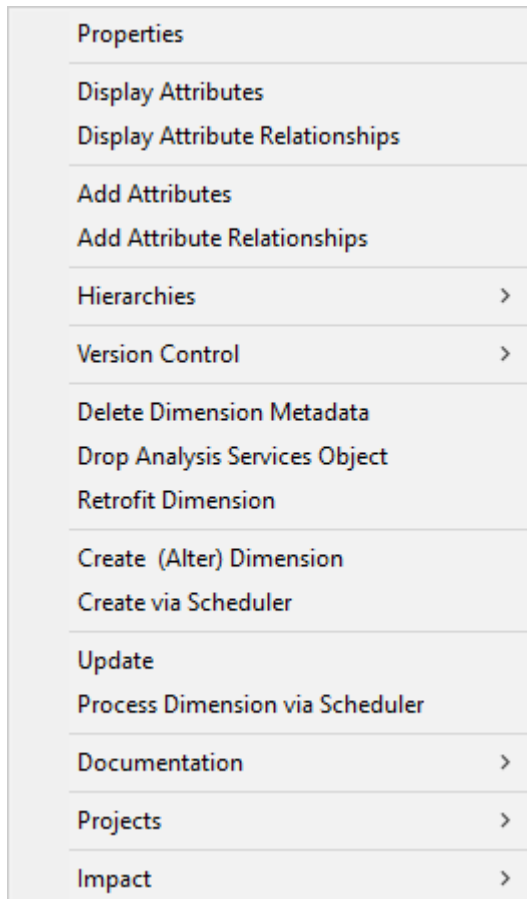 Properties
Display Attributes
Display Attribute Relationships
Add Attributes
Add Attribute Relationships
Hierarchies
Version Control
Delete Dimension Metadata
Drop Analysis Services Object
Retrofit Dimension
Create  (Alter) Dimension
Create via Scheduler
Update
Process Dimension via Scheduler
Documentation
Projects
Impact